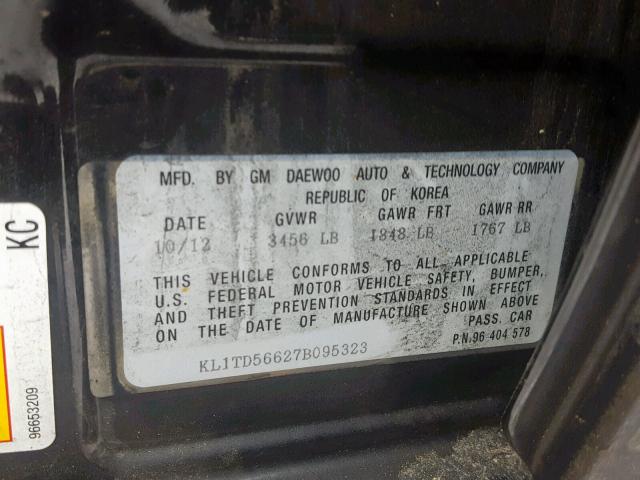 MFD. BY GM DAEWOO AUTO & TECHNOLOGY COMPANY
REPUBLIC OF KOREA
DATE GVWR GAWR FRT GAWR RR
10/12 3456 LB 1848 LB 1767 LB
THIS VEHICLE CONFORMS TO ALL APPLICABLE
U.S. FEDERAL MOTOR VEHICLE SAFETY, BUMPER,
AND THEFT PREVENTION STANDARDS IN EFFECT
ON THE DATE OF MANUFACTURE SHOWN ABOVE
PASS. CAR
P.N.96 404 578
KL1TD56627B095323
KC
96653209